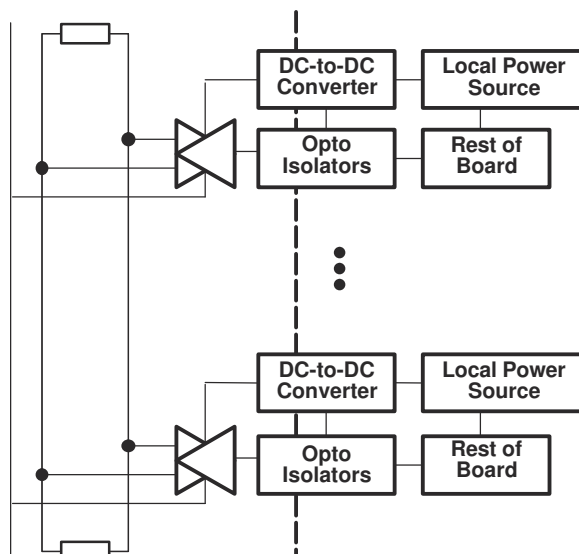 DC-to-DC
Converter
Local Power
Source
Opto
Isolators
Rest of
Board
DC-to-DC
Converter
Local Power
Source
Opto
Isolators
Rest of
Board